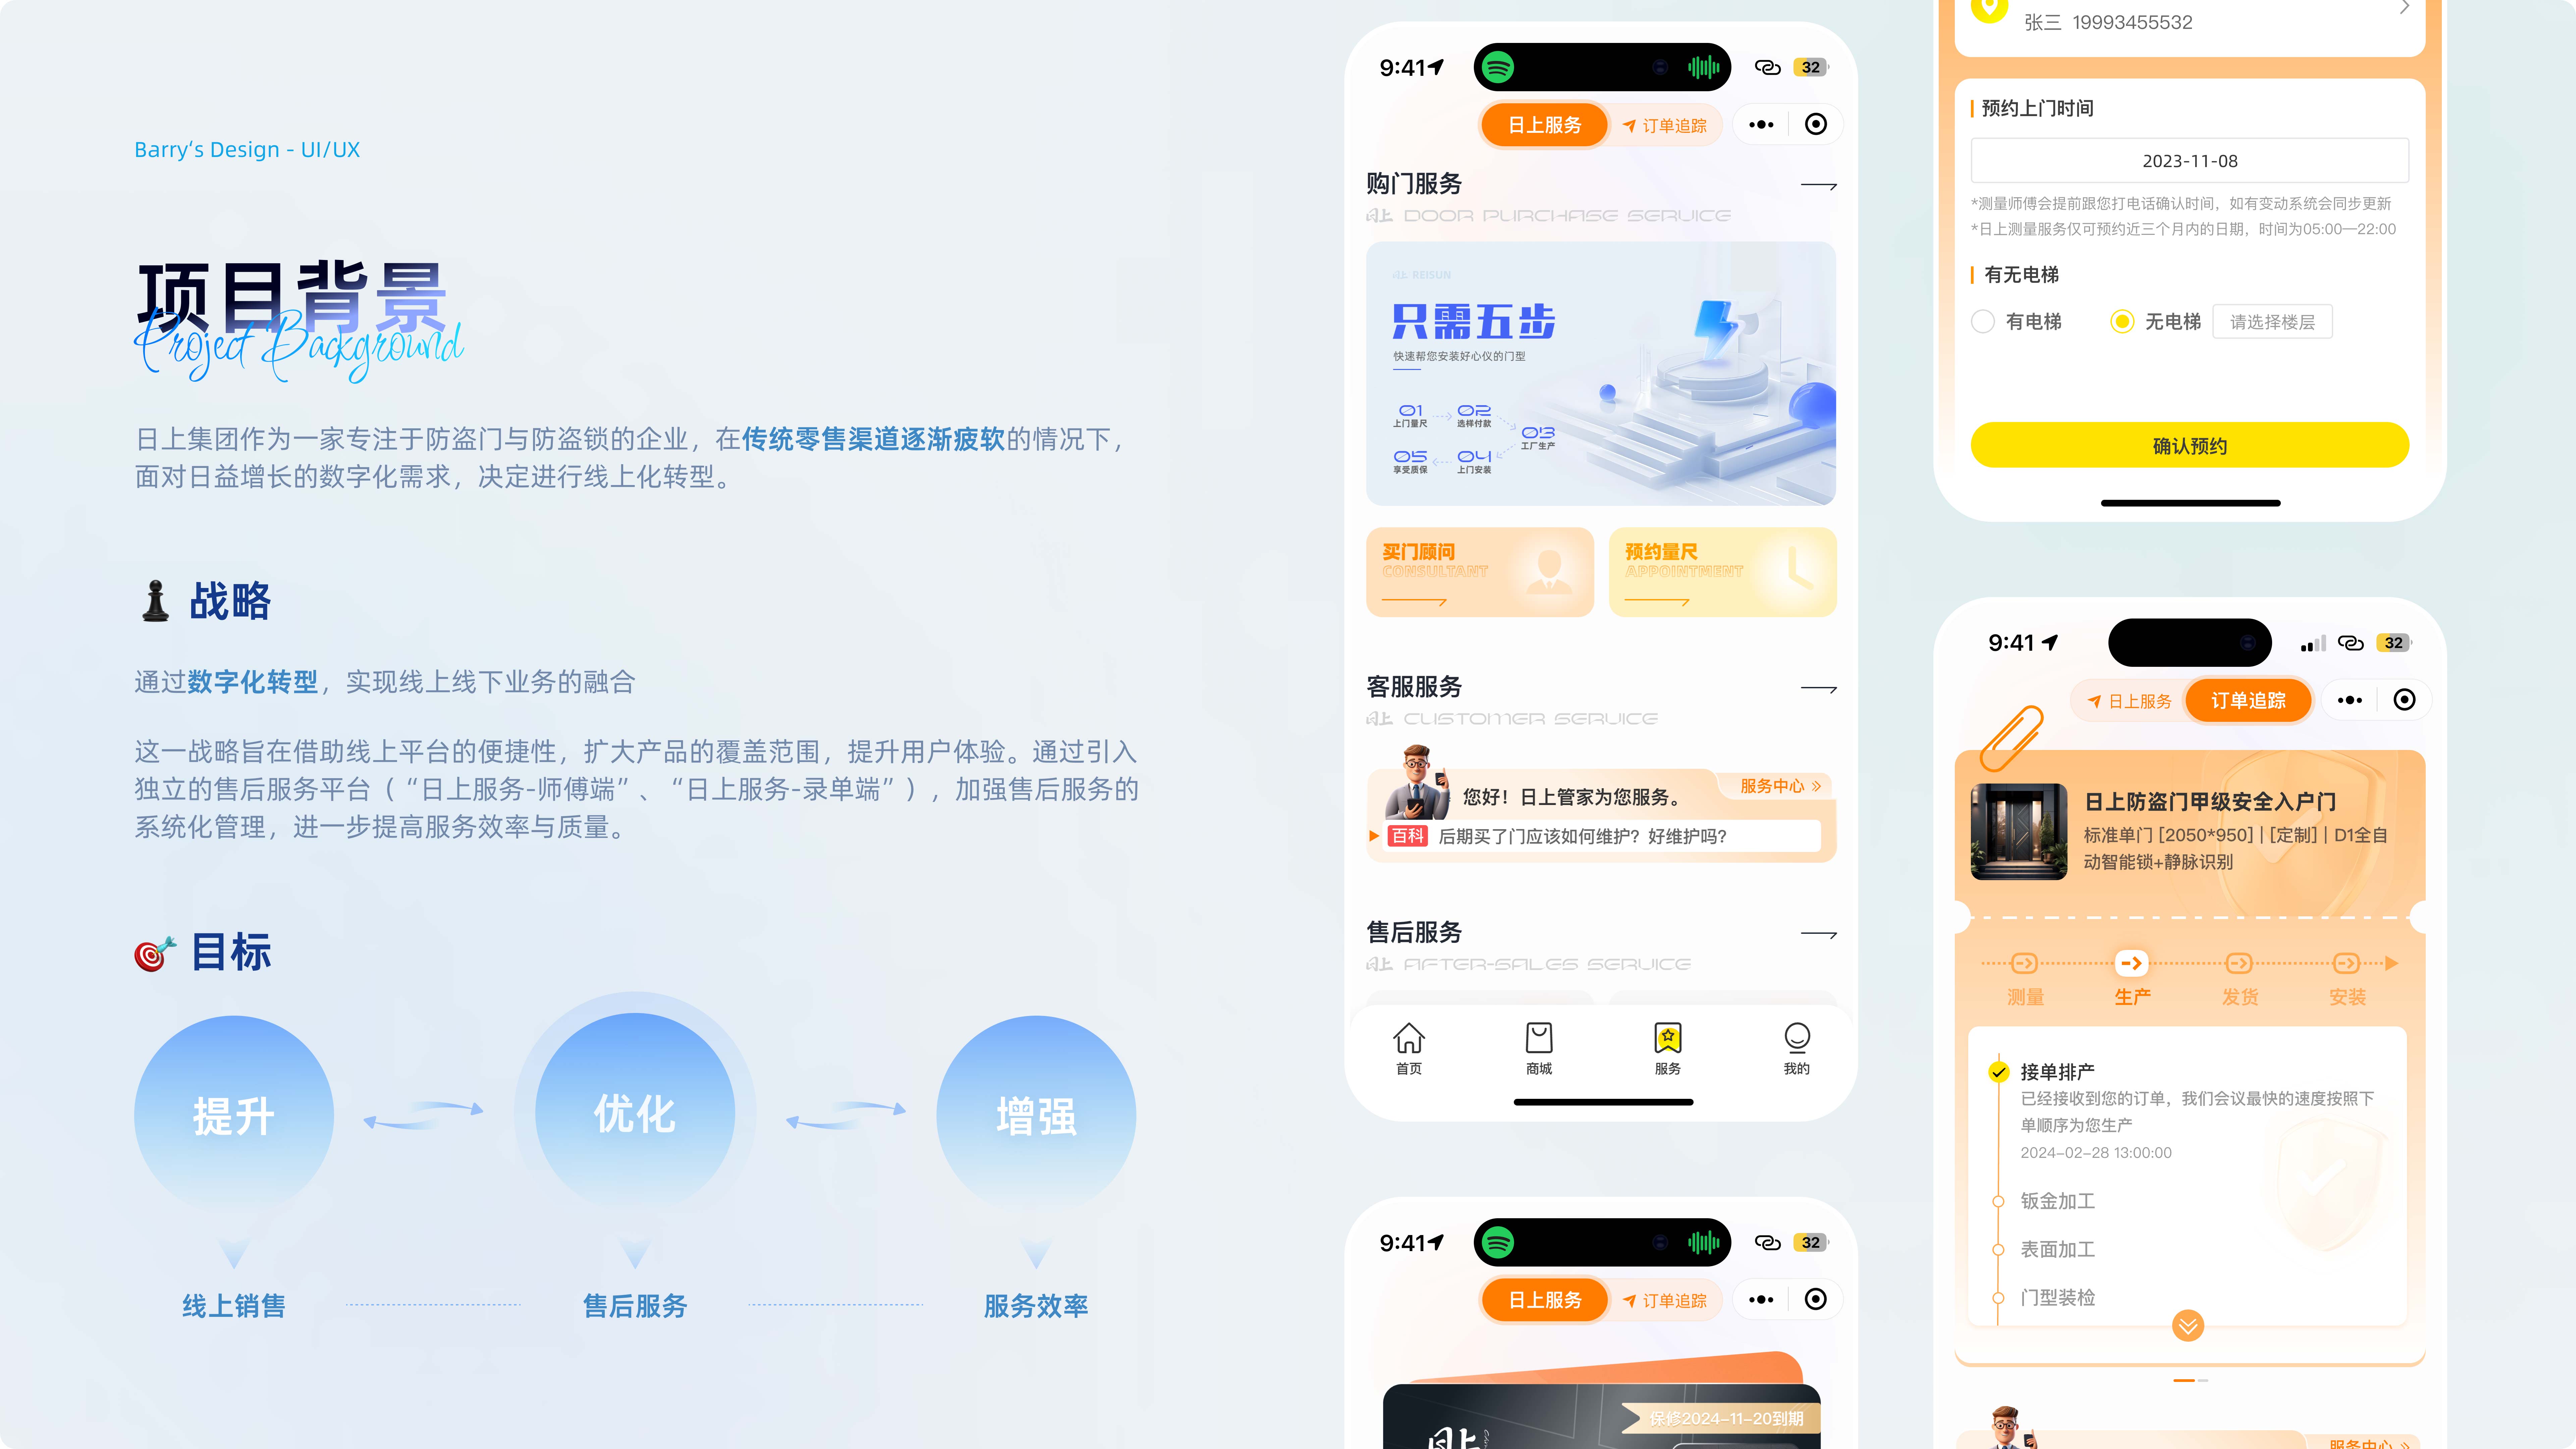 Barry‘s Design - UI/UX
项目背景
Project Background
日上集团作为一家专注于防盗门与防盗锁的企业，在传统零售渠道逐渐疲软的情况下，
面对日益增长的数字化需求，决定进行线上化转型。
战略
通过数字化转型，实现线上线下业务的融合
这一战略旨在借助线上平台的便捷性，扩大产品的覆盖范围，提升用户体验。通过引入
独立的售后服务平台（“日上服务-师傅端”、“日上服务-录单端”），加强售后服务的
系统化管理，进一步提高服务效率与质量。
目标
提升
优化
增强
线上销售
售后服务
服务效率
9:41
32
日上服务
订单追踪
购门服务
日上 DOOR PURCHASE SERVICE
日上 REISUN
只需五步
快速帮您安装好心仪的门型
01
上门量尺
02
选样付款
03
工厂生产
05
享受质保
04
上门安装
买门顾问
CONSULTANT
预约量尺
APPOINTMENT
客服服务
日上 CUSTOMER SERVICE
您好！日上管家为您服务。
服务中心
百科
后期买了门应该如何维护？好维护吗？
售后服务
日上 AFTER-SALES SERVICE
首页
商城
服务
我的
9:41
32
日上服务
订单追踪
保修2024-11-20到期
日上
张三 19993455532
预约上门时间
2023-11-08
*测量师傅会提前跟您打电话确认时间，如有变动系统会同步更新
*日上测量服务仅可预约近三个月内的日期，时间为05:00—22:00
有无电梯
有电梯
无电梯
请选择楼层
确认预约
9:41
32
日上服务
订单追踪
日上防盗门甲级安全入户门
标准单门 [2050*950] | [定制] | D1全自
动智能锁+静脉识别
测量
生产
发货
安装
接单排产
已经接收到您的订单，我们会议最快的速度按照下
单顺序为您生产
2024-02-28 13:00:00
钣金加工
表面加工
门型装检
服务中心